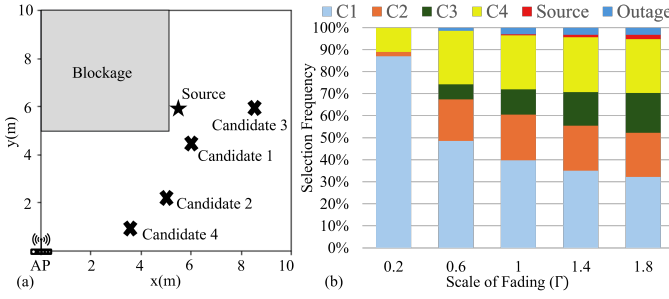 10
8
6
4
2
y(m)
Blockage
Source
Candidate 3
Candidate 1
Candidate 2
Candidate 4
AP
2
4
6
8
10
x(m)
(a)
C1 C2 C3 C4 Source Outage
100%
90%
80%
70%
60%
50%
40%
30%
20%
10%
0%
Selection Frequency
0.2 0.6 1 1.4 1.8
Scale of Fading (Γ)
(b)